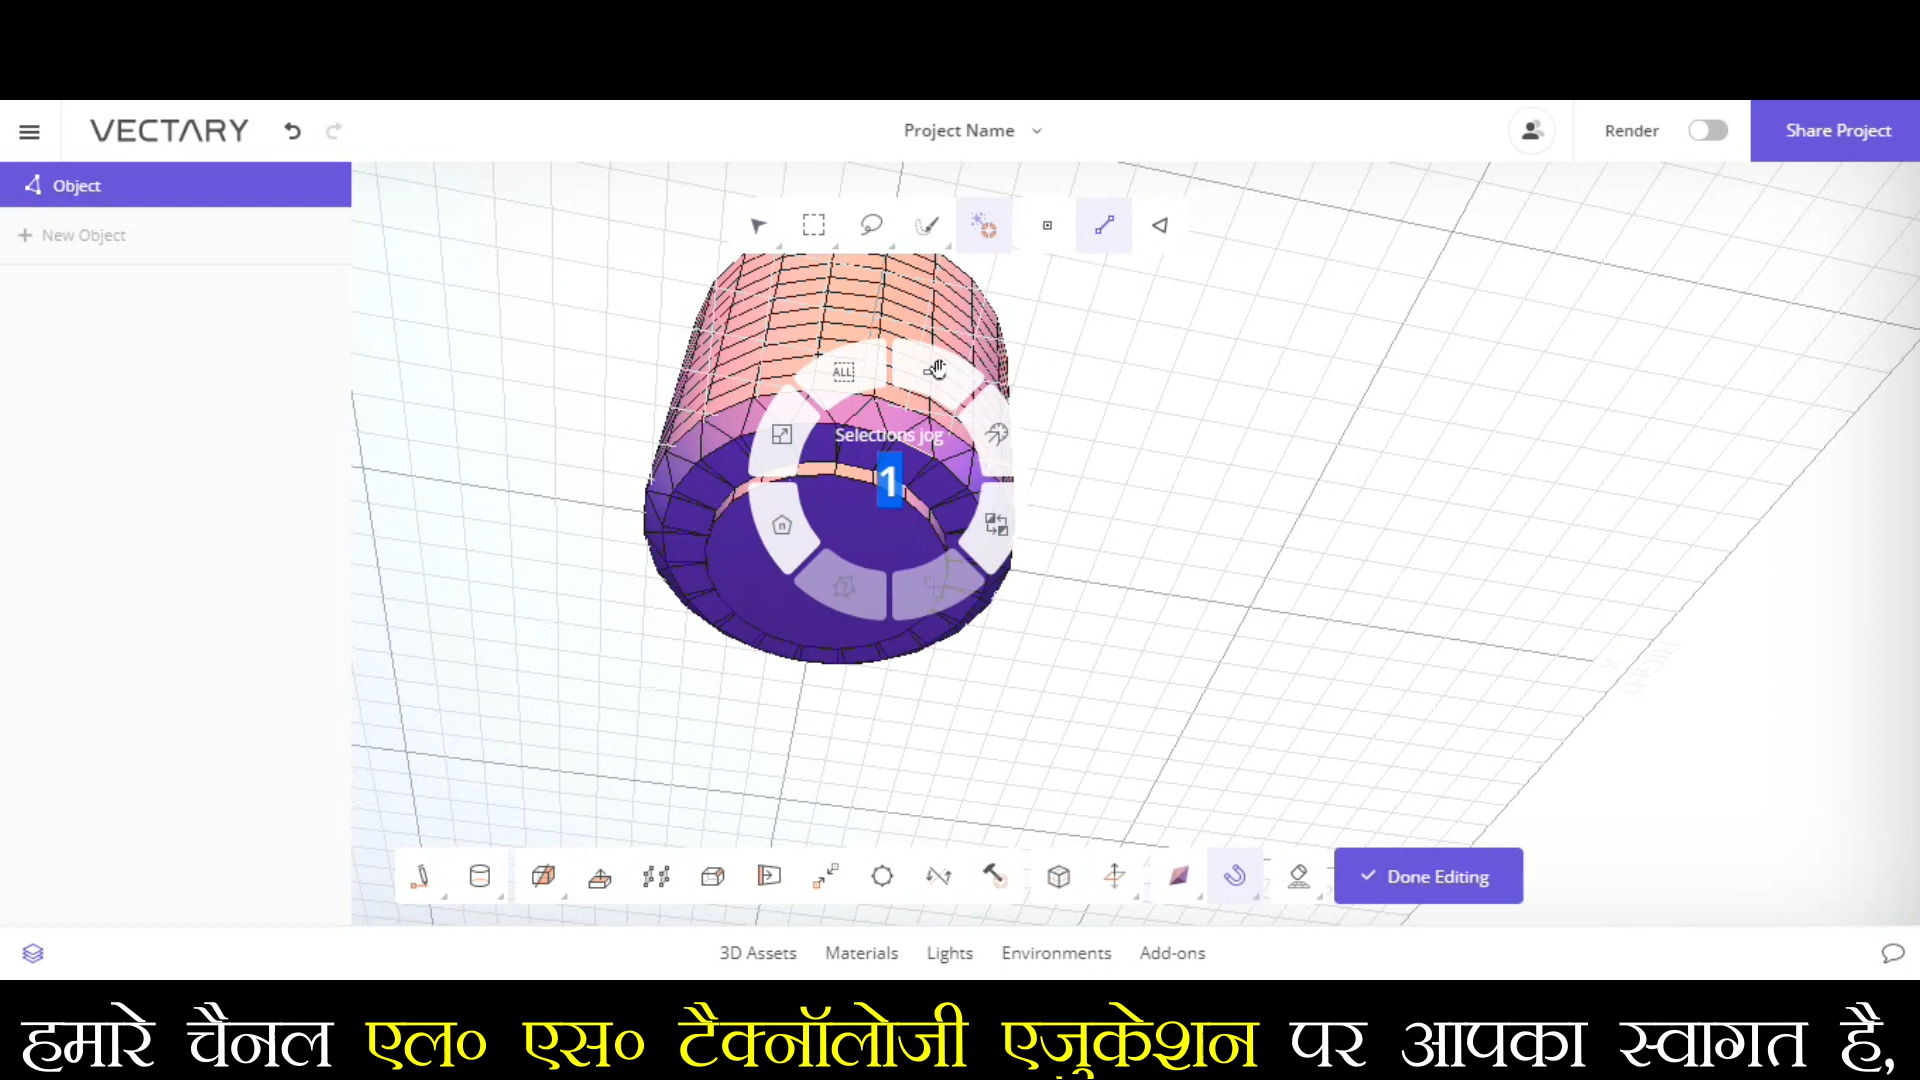 VECTARY
Project Name
Render
Share Project
Object
+ New Object
ALL
Selections jog
1
n
Done Editing
3D Assets
Materials
Lights
Environments
Add-ons
हमारे चैनल एल० एस० टैक्नॉलोजी एजुकेशन पर आपका स्वागत है,